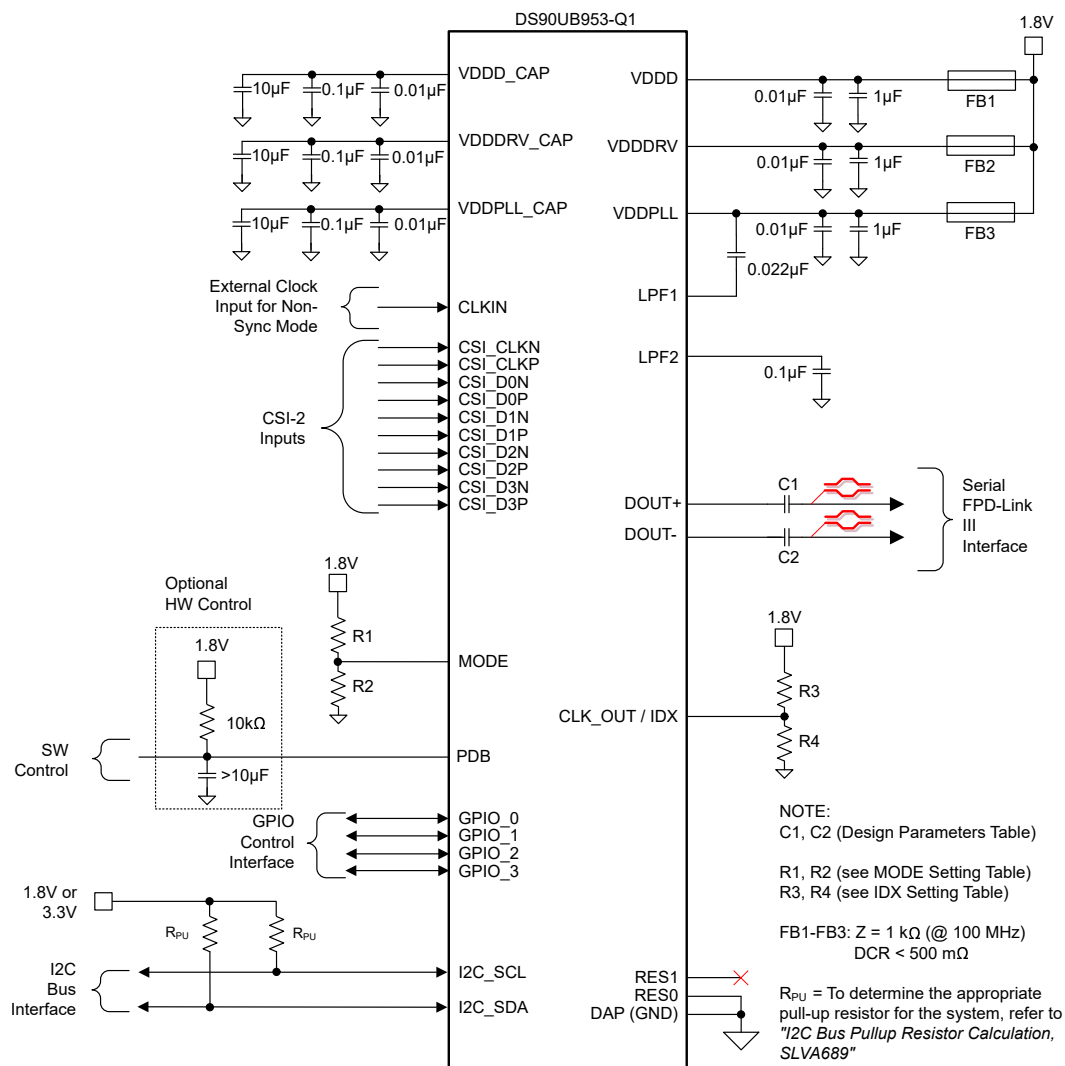 DS90UB953-Q1
1.8V
VDDD_CAP
10µF
0.1µF
0.01µF
VDDDRV_CAP
10µF
0.1µF
0.01µF
VDDPLL_CAP
10µF
0.1µF
0.01µF
External Clock
Input for Non-
Sync Mode
CLKIN
CSI-2
Inputs
CSI_CLKN
CSI_CLKP
CSI_D0N
CSI_D0P
CSI_D1N
CSI_D1P
CSI_D2N
CSI_D2P
CSI_D3N
CSI_D3P
Optional
HW Control
1.8V
R1
R2
MODE
1.8V
10kΩ
>10µF
SW
Control
PDB
GPIO
Control
Interface
GPIO_0
GPIO_1
GPIO_2
GPIO_3
1.8V or
3.3V
RPU
RPU
I2C
Bus
Interface
I2C_SCL
I2C_SDA
VDDD
0.01µF
1µF
FB1
VDDDRV
0.01µF
1µF
FB2
VDDPLL
0.01µF
1µF
FB3
0.022µF
LPF1
LPF2
0.1µF
DOUT+
C1
DOUT-
C2
Serial
FPD-Link
III
Interface
1.8V
R3
CLK_OUT / IDX
R4
NOTE:
C1, C2 (Design Parameters Table)
R1, R2 (see MODE Setting Table)
R3, R4 (see IDX Setting Table)
FB1-FB3: Z = 1 kΩ (@ 100 MHz)
DCR < 500 mΩ
RES1
RES0
DAP (GND)
RPU = To determine the appropriate
pull-up resistor for the system, refer to
"I2C Bus Pullup Resistor Calculation,
SLVA689"